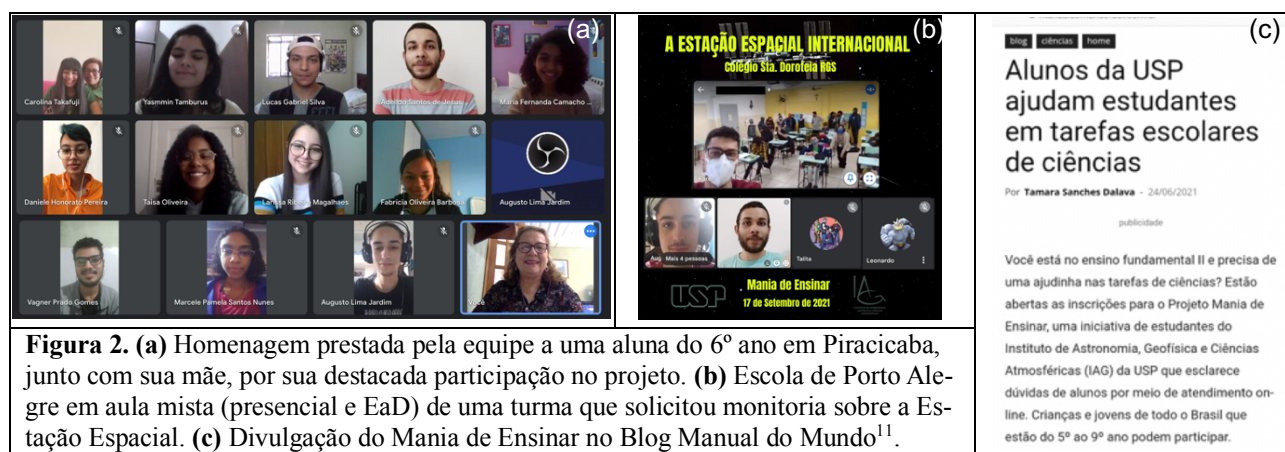 (a)
Carolina Takafuji
Yasmmin Tamburus
Lucas Gabriel Silva
Adeildo Santos de Jesus
Maria Fernanda Camacho ...
Daniele Honorato Pereira
Taisa Oliveira
Larissa Magalhaes
Fabricia Oliveira Barbosa
Augusto Lima Jardim
Vagner Prado Gomes
Marcele Pamela Santos Nunes
Augusto Lima Jardim
Você
(b)
A ESTAÇÃO ESPACIAL INTERNACIONAL
Colégio Sta. Doroteia RGS
Mais 4 pessoas
Talita
Leonardo
USP
Mania de Ensinar
17 de Setembro de 2021
(c)
blog ciências home
Alunos da USP
ajudam estudantes
em tarefas escolares
de ciências
Por Tamara Sanches Dalava - 24/06/2021
publicidade
Você está no ensino fundamental II e precisa de
uma ajudinha nas tarefas de ciências? Estão
abertas as inscrições para o Projeto Mania de
Ensinar, uma iniciativa de estudantes do
Instituto de Astronomia, Geofísica e Ciências
Atmosféricas (IAG) da USP que esclarece
dúvidas de alunos por meio de atendimento on-
line. Crianças e jovens de todo o Brasil que
estão do 5º ao 9º ano podem participar.
Figura 2. (a) Homenagem prestada pela equipe a uma aluna do 6º ano em Piracicaba,
junto com sua mãe, por sua destacada participação no projeto. (b) Escola de Porto Ale-
gre em aula mista (presencial e EaD) de uma turma que solicitou monitoria sobre a Es-
tação Espacial. (c) Divulgação do Mania de Ensinar no Blog Manual do Mundo¹¹.